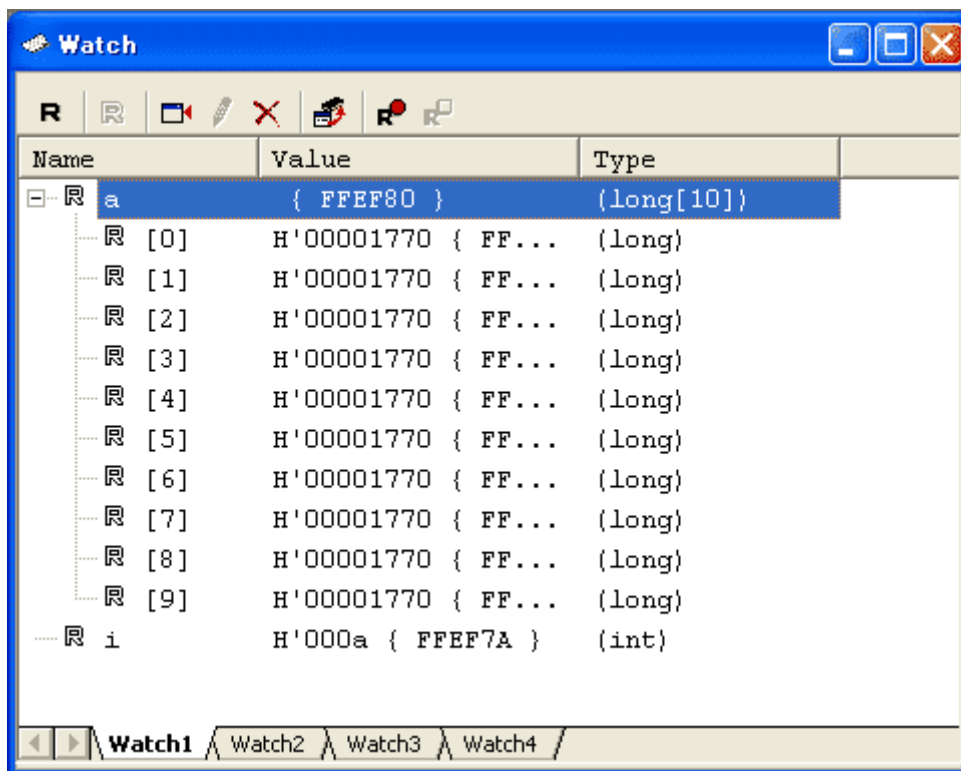 Watch
R R R R
Name Value Type
R a { FFEF80 } (long[10])
R [0] H'00001770 { FF... (long)
R [1] H'00001770 { FF... (long)
R [2] H'00001770 { FF... (long)
R [3] H'00001770 { FF... (long)
R [4] H'00001770 { FF... (long)
R [5] H'00001770 { FF... (long)
R [6] H'00001770 { FF... (long)
R [7] H'00001770 { FF... (long)
R [8] H'00001770 { FF... (long)
R [9] H'00001770 { FF... (long)
R i H'000a { FFEF7A } (int)
Watch1 Watch2 Watch3 Watch4